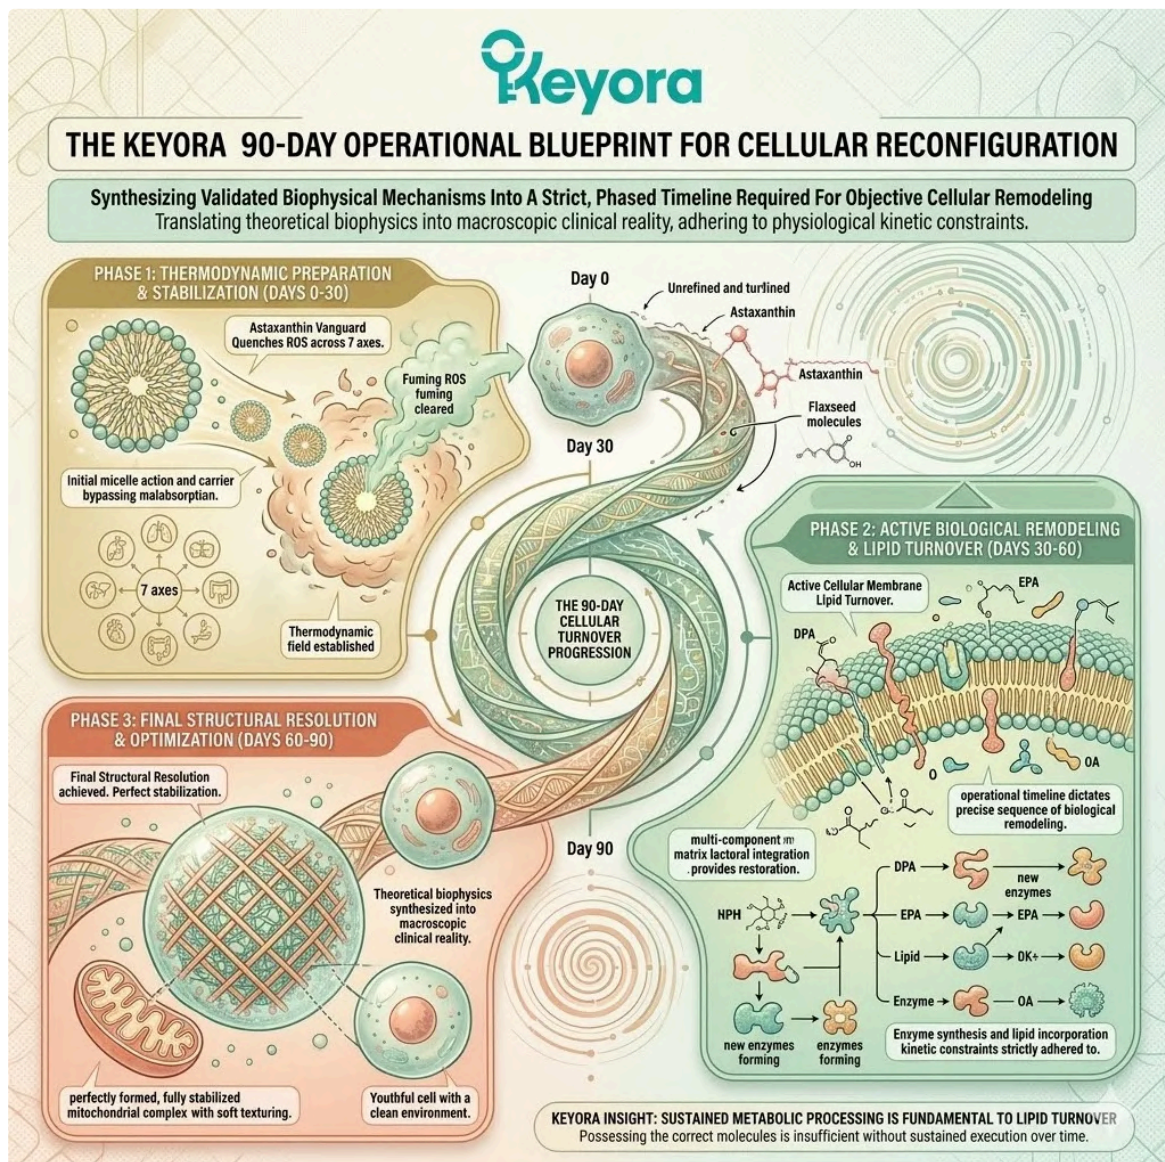 Keyora
THE KEYORA 90-DAY OPERATIONAL BLUEPRINT FOR CELLULAR RECONFIGURATION
Synthesizing Validated Biophysical Mechanisms Into A Strict, Phased Timeline Required For Objective Cellular Remodeling
Translating theoretical biophysics into macroscopic clinical reality, adhering to physiological kinetic constraints.
PHASE 1: THERMODYNAMIC PREPARATION
& STABILIZATION (DAYS 0-30)
Astaxanthin Vanguard
Quenches ROS across 7 axes.
Fuming ROS
fuming
cleared
Initial micelle action and carrier
bypassing malabsorptian.
7 axes
Thermodynamic
field established
Day 0
Unrefined and
Astaxanthin
Astaxanthin
Flaxseed
molecules
OH
Day 30
THE 90-DAY
CELLULAR
TURNOVER
PROGRESSION
Day 90
PHASE 2: ACTIVE BIOLOGICAL REMODELING
& LIPID TURNOVER (DAYS 30-60)
Active Cellular Membrane
Lipid Turnover.
EPA
DPA
O
OA
operational timeline dictates
precise sequence of biological
remodeling.
multi-component
matrix lactoral integration
.provides restoration.
NPH
new enzymes
forming
enzymes
forming
DPA
new
enzymes
EPA
EPA
Lipid
OK+
Enzyme
OA
Enzyme synthesis and lipid incorporation
kinetic constraints strictly adhered to.
PHASE 3: FINAL STRUCTURAL RESOLUTION
& OPTIMIZATION (DAYS 60-90)
Final Structural Resolution
achieved. Perfect stabilization.
Theoretical biophysics
synthesized into
macroscopic
clinical reality.
perfectly formed, fully stabilized
mitochondrial complex with soft texturing.
Youthful cell with a
clean environment.
KEYORA INSIGHT: SUSTAINED METABOLIC PROCESSING IS FUNDAMENTAL TO LIPID TURNOVER
Possessing the correct molecules is insufficient without sustained execution over time.